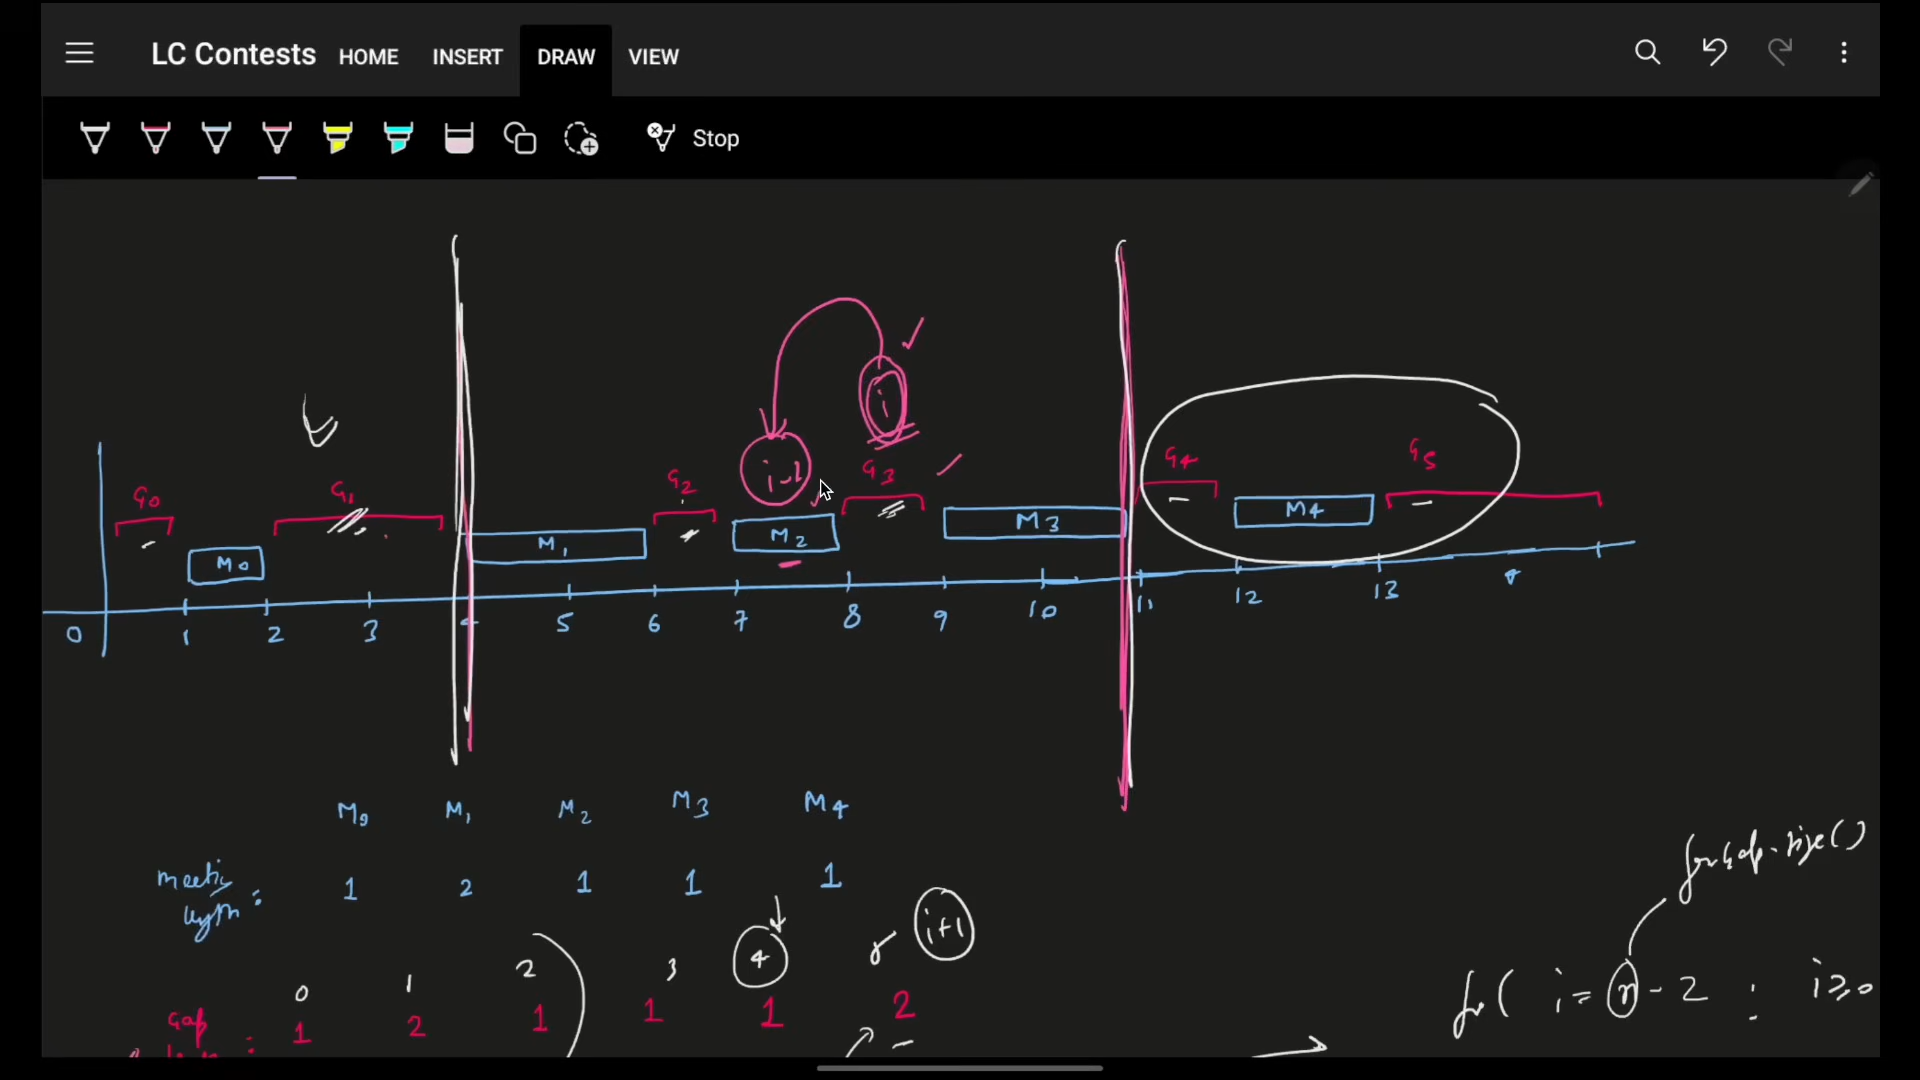 LC Contests HOME INSERT DRAW VIEW
Stop
i
i-1
G0 G1 G2 G3 G4 G5
M0 M1 M2 M3 M4
0 1 2 3 4 5 6 7 8 9 10 11 12 13
M0 M1 M2 M3 M4
length : 1 2 1 1 1
i+1
0 1 2 3 4
gap : 1 2 1 1 1 2
for( i = n - 2 ; i ≥ 0